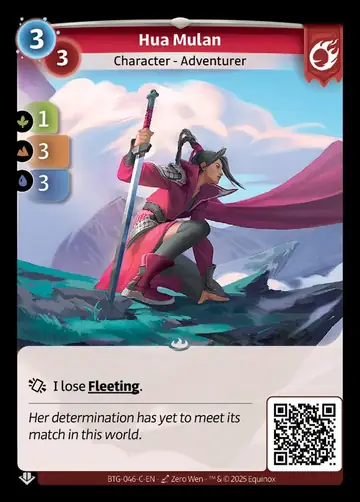 3
Hua Mulan
3
Character - Adventurer
1
3
3
I lose Fleeting.
Her determination has yet to meet its
match in this world.
BTG-046-C-EN - Zero Wen - ™ & © 2025 Equinox